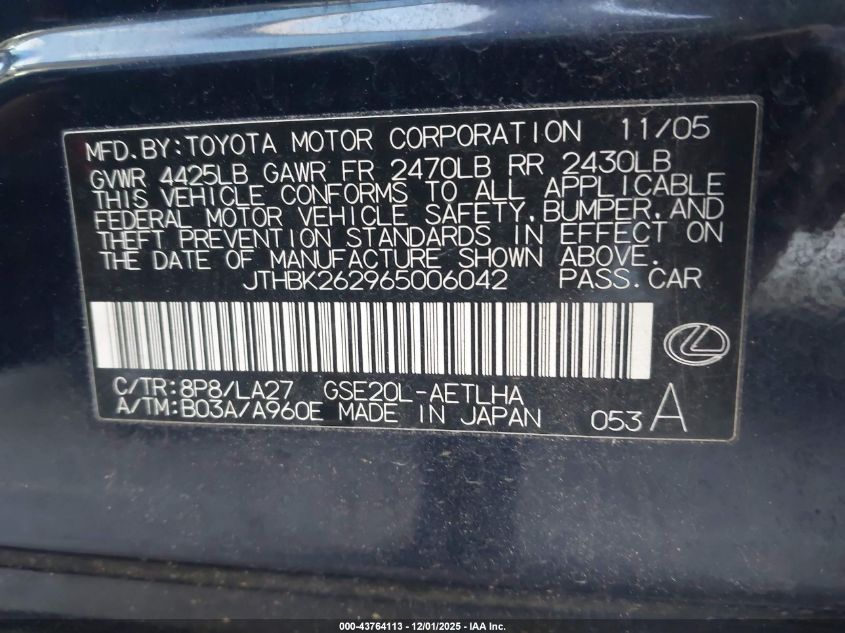 MFD.BY:TOYOTA MOTOR CORPORATION 11/05
GVWR 4425LB GAWR FR 2470LB RR 2430LB
THIS VEHICLE CONFORMS TO ALL APPLICABLE
FEDERAL MOTOR VEHICLE SAFETY,BUMPER,AND
THEFT PREVENTION STANDARDS IN EFFECT ON
THE DATE OF MANUFACTURE SHOWN ABOVE.
JTHBK262965006042 PASS.CAR
C/TR:8P8/LA27 GSE20L-AETLHA
A/TM:B03A/A960E MADE IN JAPAN 053A
000-43764113 - 12/01/2025 - IAA Inc.